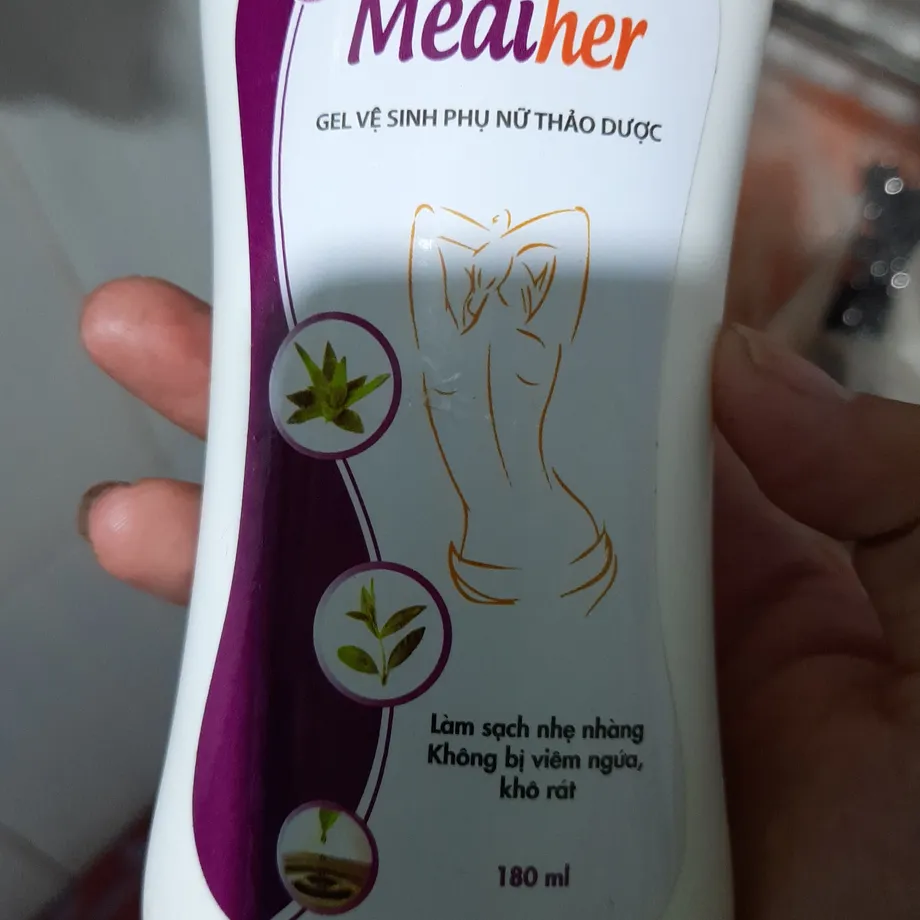 Mediher
GEL VỆ SINH PHỤ NỮ THẢO DƯỢC
Làm sạch nhẹ nhàng
Không bị viêm ngứa,
khô rát
180 ml